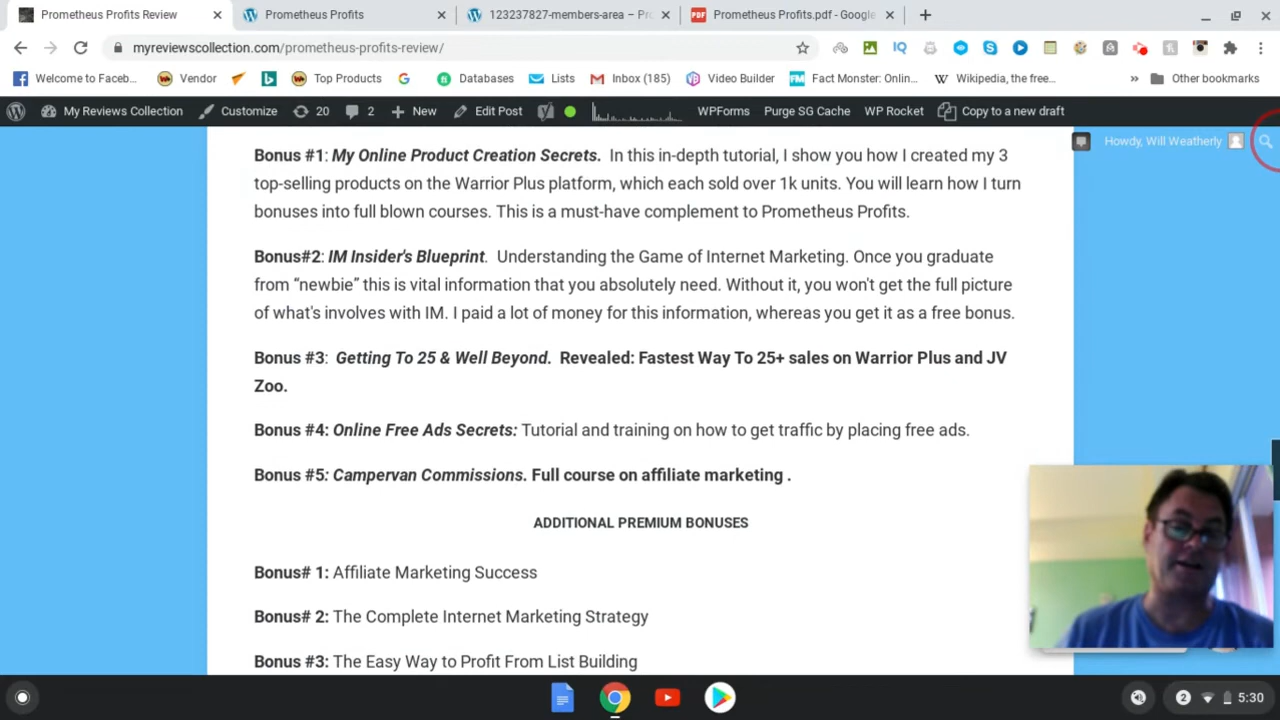 Prometheus Profits Review
Prometheus Profits
123237827-members-area – Pro
Prometheus Profits.pdf - Google
myreviewscollection.com/prometheus-profits-review/
Welcome to Faceb...
Vendor
Top Products
Databases
Lists
Inbox (185)
Video Builder
Fact Monster: Onlin...
Wikipedia, the free...
Other bookmarks
My Reviews Collection
Customize
20
2
New
Edit Post
WPForms
Purge SG Cache
WP Rocket
Copy to a new draft
Howdy, Will Weatherly
Bonus #1: My Online Product Creation Secrets. In this in-depth tutorial, I show you how I created my 3
top-selling products on the Warrior Plus platform, which each sold over 1k units. You will learn how I turn
bonuses into full blown courses. This is a must-have complement to Prometheus Profits.
Bonus#2: IM Insider's Blueprint. Understanding the Game of Internet Marketing. Once you graduate
from “newbie” this is vital information that you absolutely need. Without it, you won't get the full picture
of what's involves with IM. I paid a lot of money for this information, whereas you get it as a free bonus.
Bonus #3: Getting To 25 & Well Beyond. Revealed: Fastest Way To 25+ sales on Warrior Plus and JV
Zoo.
Bonus #4: Online Free Ads Secrets: Tutorial and training on how to get traffic by placing free ads.
Bonus #5: Campervan Commissions. Full course on affiliate marketing .
ADDITIONAL PREMIUM BONUSES
Bonus# 1: Affiliate Marketing Success
Bonus# 2: The Complete Internet Marketing Strategy
Bonus #3: The Easy Way to Profit From List Building
2
5:30